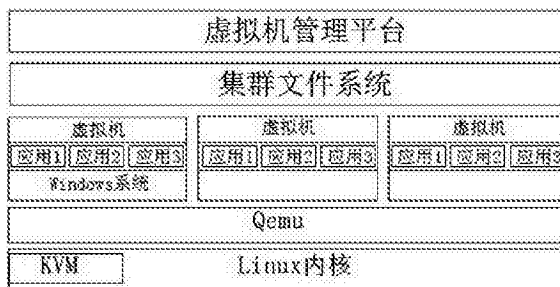 虚拟机管理平台
集群文件系统
虚拟机 虚拟机 虚拟机
应用1 应用2 应用3 应用1 应用2 应用3 应用1 应用2 应用3
Windows系统
Qemu
KVM Linux内核